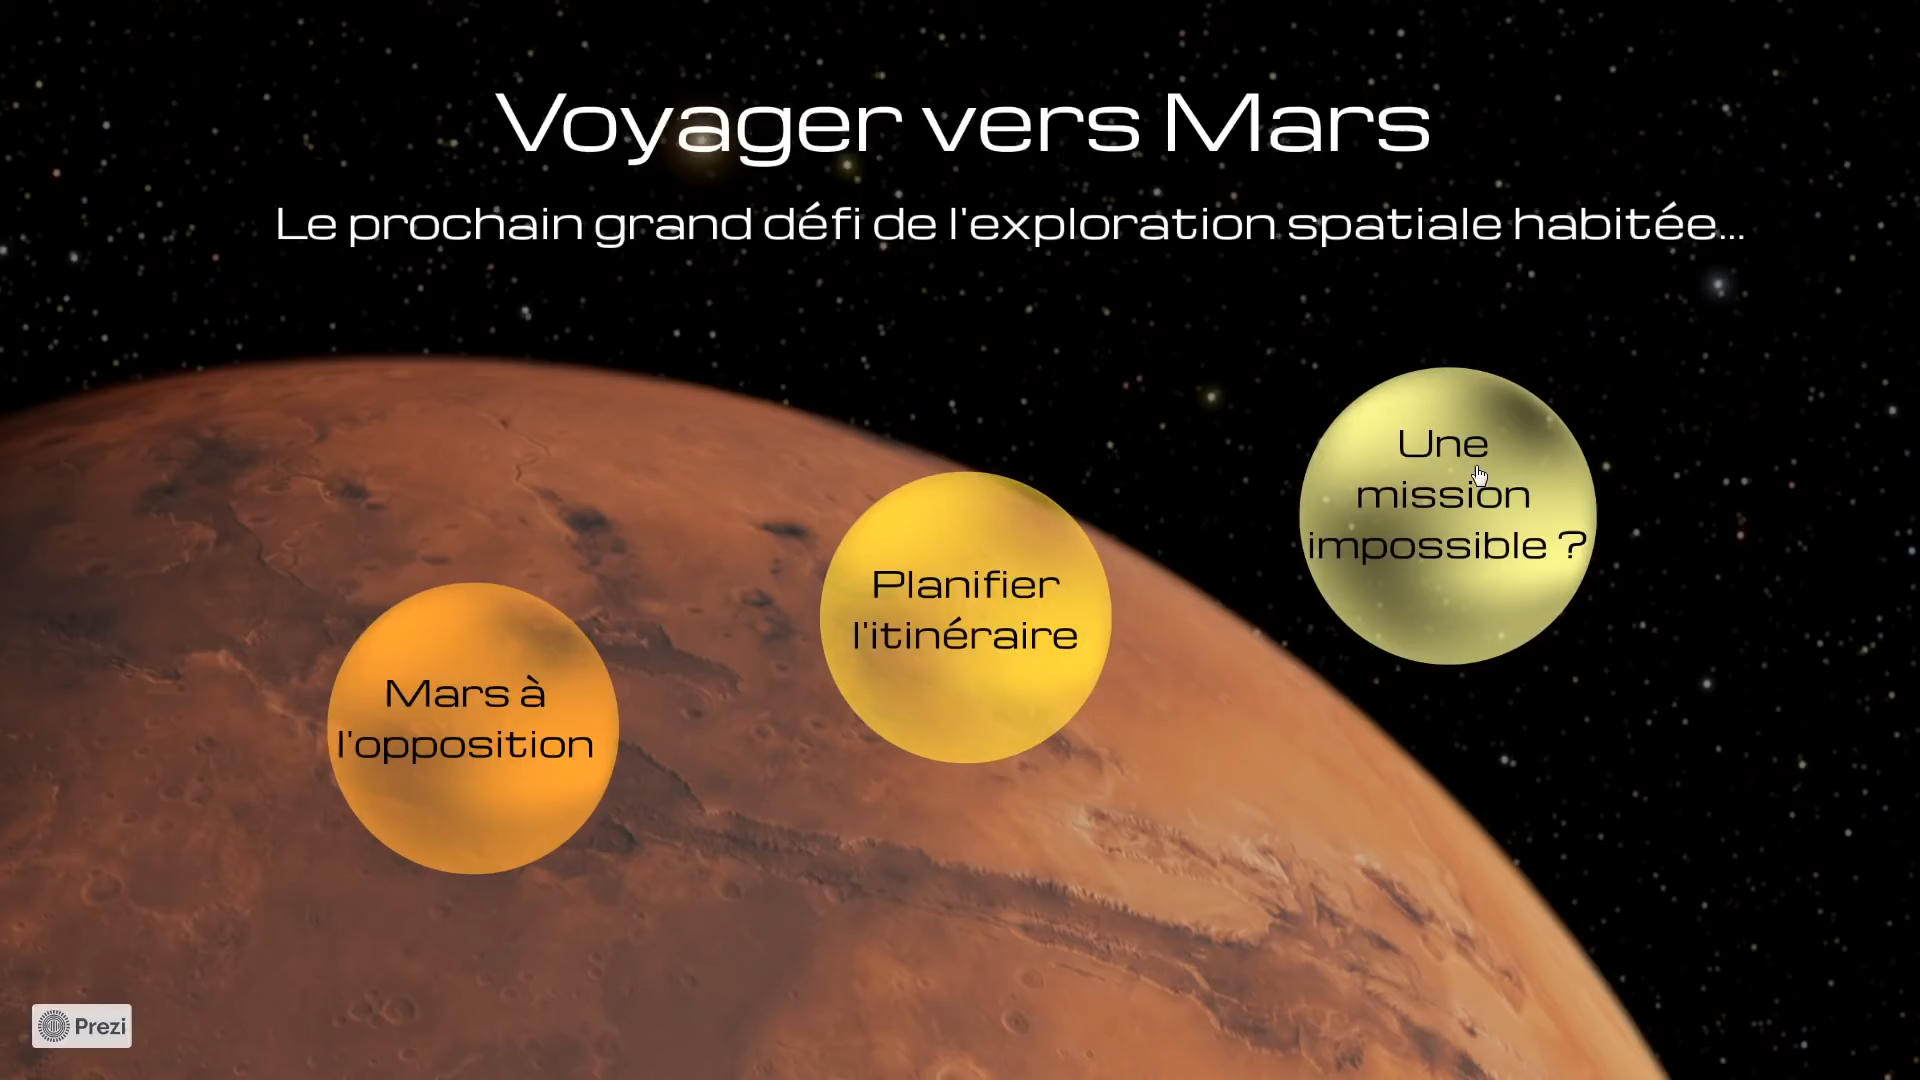 Voyager vers Mars
Le prochain grand défi de l'exploration spatiale habitée...
Une
mission
impossible ?
Planifier
l'itinéraire
Mars à
l'opposition
Prezi